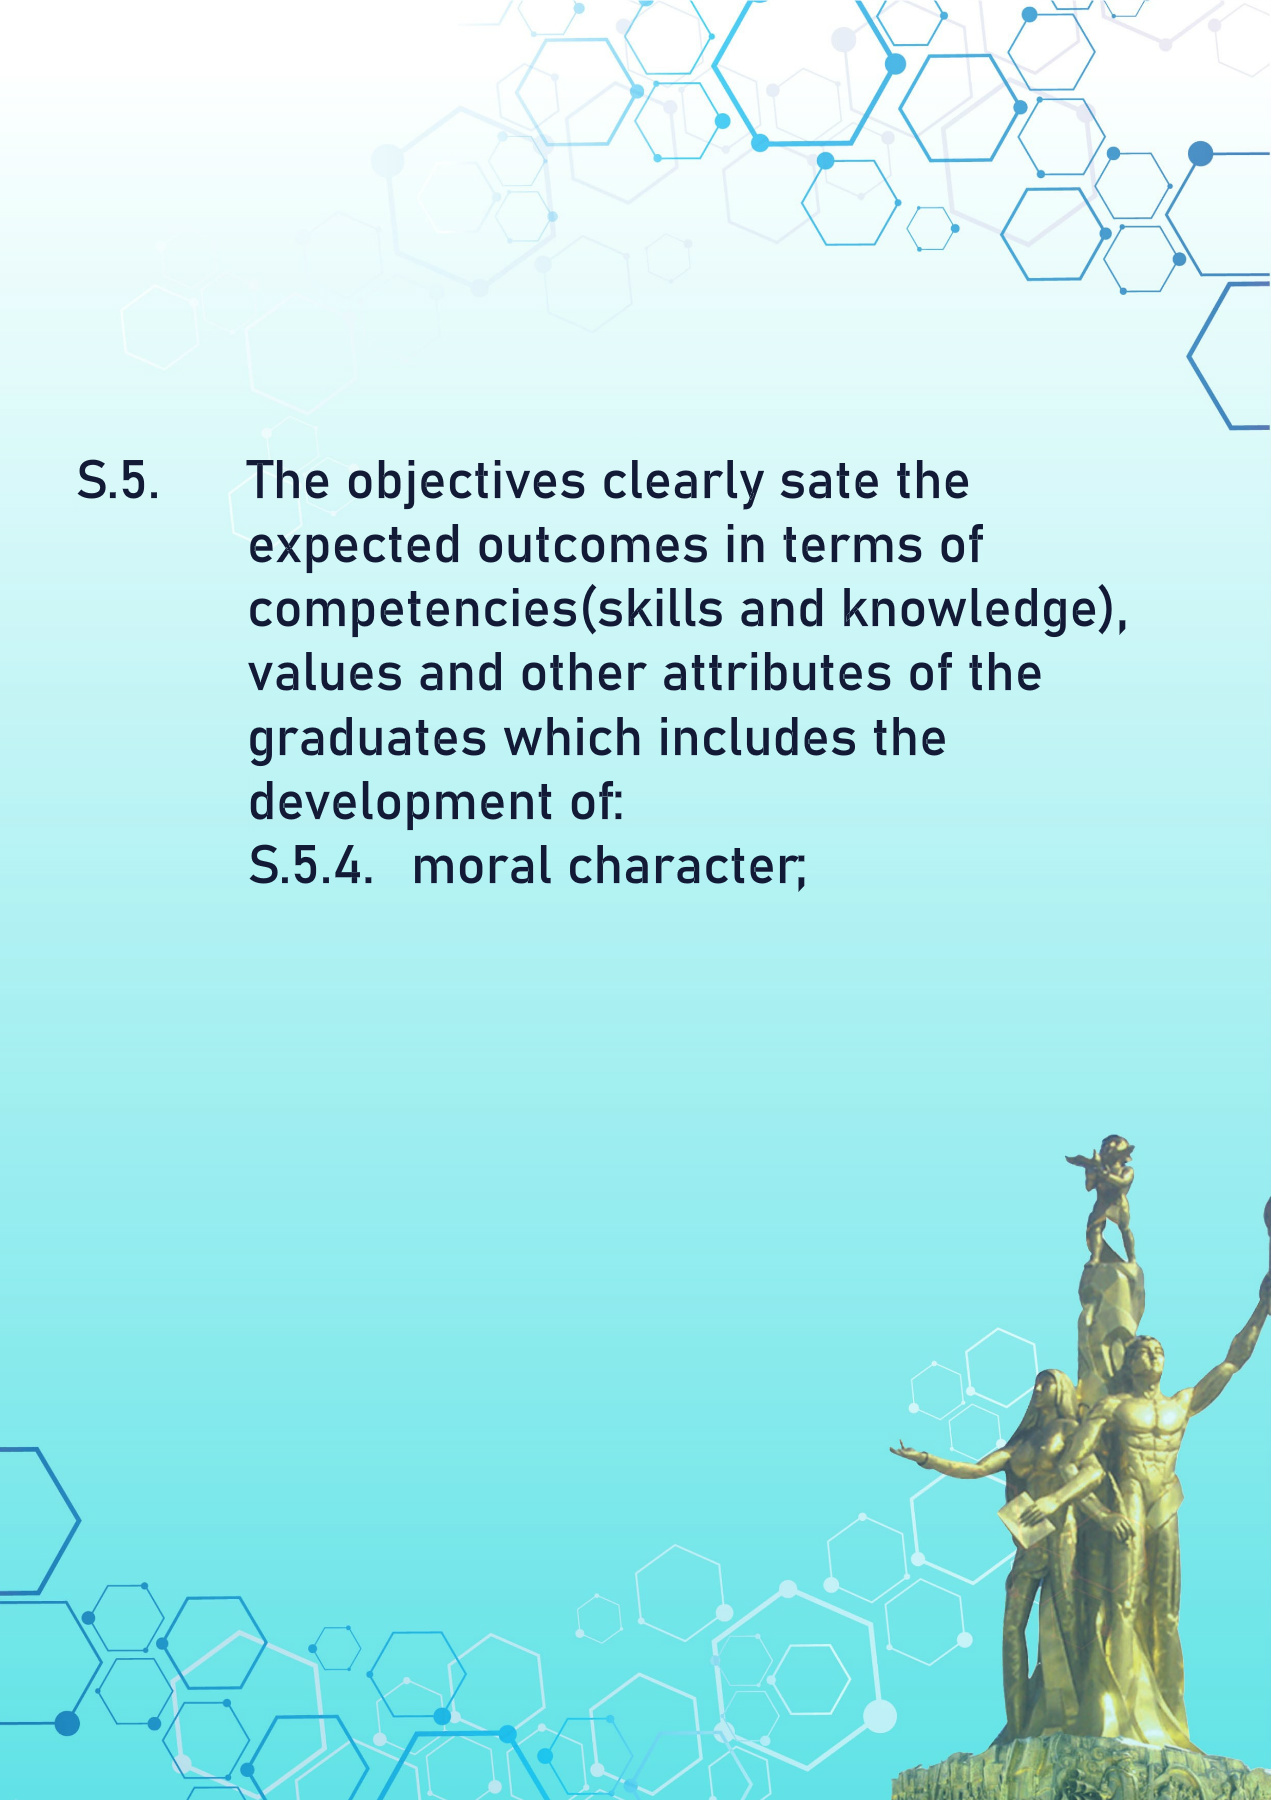 S.5. The objectives clearly sate the
expected outcomes in terms of
competencies(skills and knowledge),
values and other attributes of the
graduates which includes the
development of:
S.5.4. moral character;